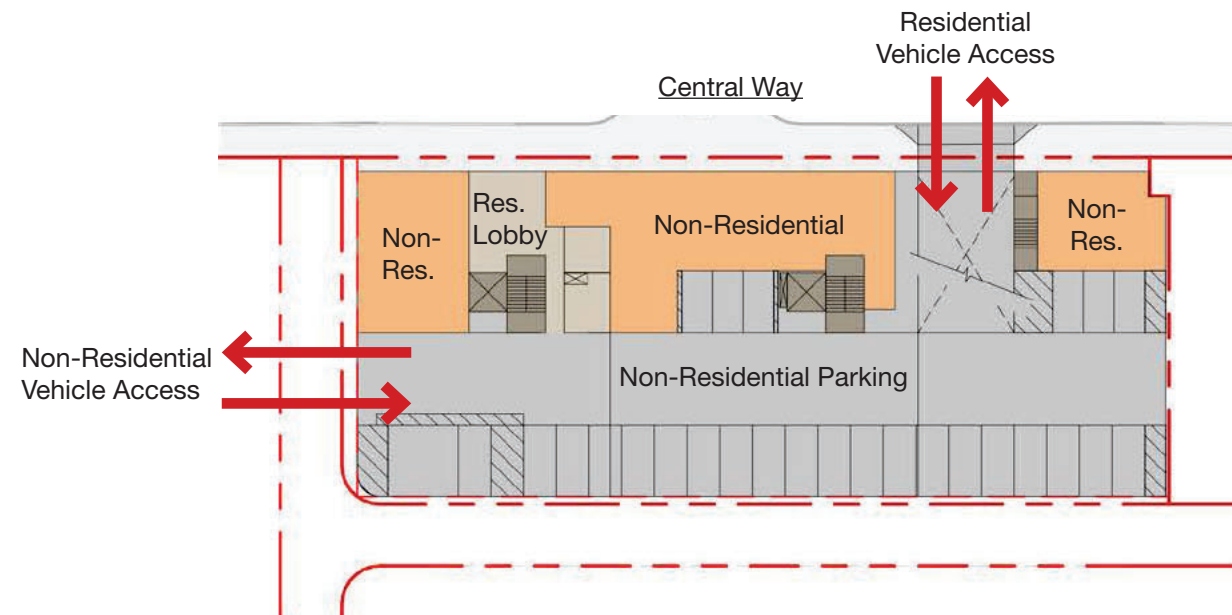 Residential
Vehicle Access
Central Way
Res.
Lobby
Non-
Res.
Non-Residential
Non-
Res.
Non-Residential
Vehicle Access
Non-Residential Parking